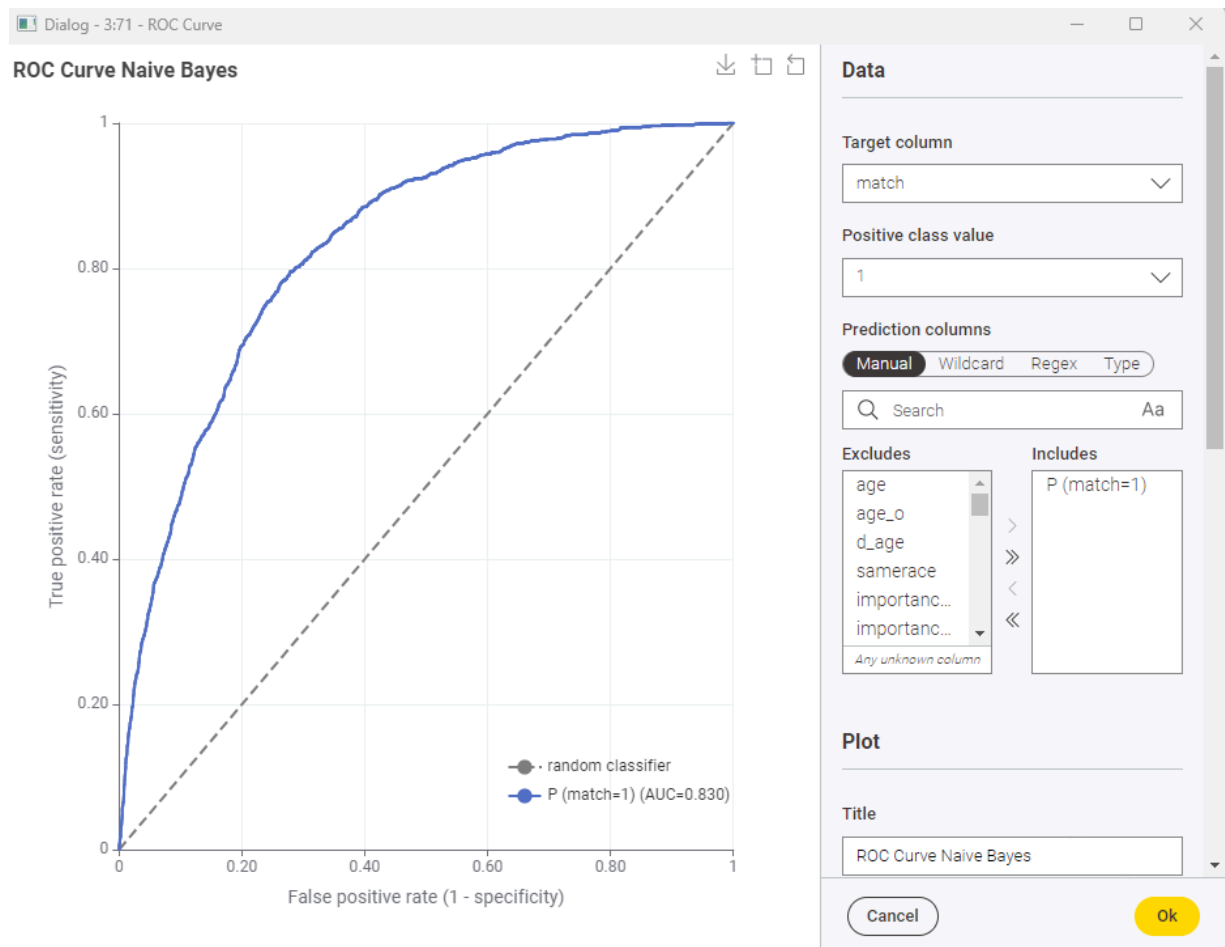 Dialog - 3:71 - ROC Curve
ROC Curve Naive Bayes
1
0.80
0.60
0.40
0.20
0
True positive rate (sensitivity)
0
0.20
0.40
0.60
0.80
1
False positive rate (1 - specificity)
random classifier
P (match=1) (AUC=0.830)
Data
Target column
match
Positive class value
1
Prediction columns
Manual Wildcard Regex Type
Search Aa
Excludes Includes
age
age_o
d_age
samerace
importanc...
importanc...
Any unknown column
P (match=1)
Plot
Title
ROC Curve Naive Bayes
Cancel Ok